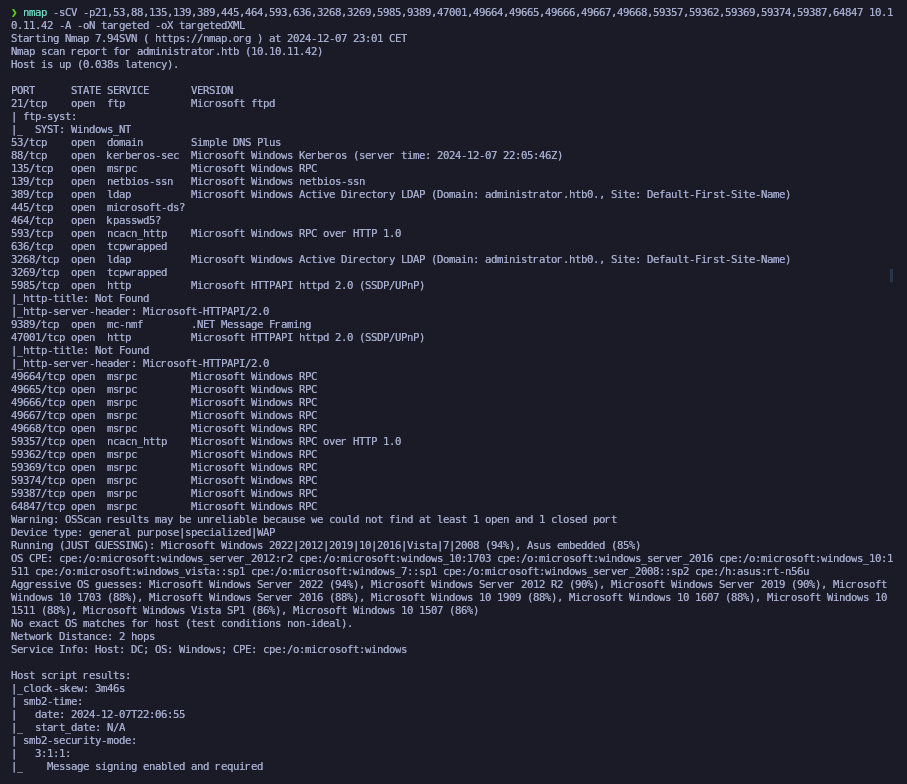 ❯ nmap -sCV -p21,53,88,135,139,389,445,464,593,636,3268,3269,5985,9389,47001,49664,49665,49666,49667,49668,59357,59362,59369,59374,59387,64847 10.1
0.11.42 -A -oN targeted -oX targetedXML
Starting Nmap 7.94SVN ( https://nmap.org ) at 2024-12-07 23:01 CET
Nmap scan report for administrator.htb (10.10.11.42)
Host is up (0.038s latency).
PORT      STATE SERVICE       VERSION
21/tcp    open  ftp           Microsoft ftpd
| ftp-syst:
|_  SYST: Windows_NT
53/tcp    open  domain        Simple DNS Plus
88/tcp    open  kerberos-sec  Microsoft Windows Kerberos (server time: 2024-12-07 22:05:46Z)
135/tcp   open  msrpc         Microsoft Windows RPC
139/tcp   open  netbios-ssn   Microsoft Windows netbios-ssn
389/tcp   open  ldap          Microsoft Windows Active Directory LDAP (Domain: administrator.htb0., Site: Default-First-Site-Name)
445/tcp   open  microsoft-ds?
464/tcp   open  kpasswd5?
593/tcp   open  ncacn_http    Microsoft Windows RPC over HTTP 1.0
636/tcp   open  tcpwrapped
3268/tcp  open  ldap          Microsoft Windows Active Directory LDAP (Domain: administrator.htb0., Site: Default-First-Site-Name)
3269/tcp  open  tcpwrapped
5985/tcp  open  http          Microsoft HTTPAPI httpd 2.0 (SSDP/UPnP)
|_http-title: Not Found
|_http-server-header: Microsoft-HTTPAPI/2.0
9389/tcp  open  mc-nmf        .NET Message Framing
47001/tcp open  http          Microsoft HTTPAPI httpd 2.0 (SSDP/UPnP)
|_http-title: Not Found
|_http-server-header: Microsoft-HTTPAPI/2.0
49664/tcp open  msrpc         Microsoft Windows RPC
49665/tcp open  msrpc         Microsoft Windows RPC
49666/tcp open  msrpc         Microsoft Windows RPC
49667/tcp open  msrpc         Microsoft Windows RPC
49668/tcp open  msrpc         Microsoft Windows RPC
59357/tcp open  ncacn_http    Microsoft Windows RPC over HTTP 1.0
59362/tcp open  msrpc         Microsoft Windows RPC
59369/tcp open  msrpc         Microsoft Windows RPC
59374/tcp open  msrpc         Microsoft Windows RPC
59387/tcp open  msrpc         Microsoft Windows RPC
64847/tcp open  msrpc         Microsoft Windows RPC
Warning: OSScan results may be unreliable because we could not find at least 1 open and 1 closed port
Device type: general purpose|specialized|WAP
Running (JUST GUESSING): Microsoft Windows 2022|2012|2019|10|2016|Vista|7|2008 (94%), Asus embedded (85%)
OS CPE: cpe:/o:microsoft:windows_server_2012:r2 cpe:/o:microsoft:windows_10:1703 cpe:/o:microsoft:windows_server_2016 cpe:/o:microsoft:windows_10:1
511 cpe:/o:microsoft:windows_vista::sp1 cpe:/o:microsoft:windows_7::sp1 cpe:/o:microsoft:windows_server_2008::sp2 cpe:/h:asus:rt-n56u
Aggressive OS guesses: Microsoft Windows Server 2022 (94%), Microsoft Windows Server 2012 R2 (90%), Microsoft Windows Server 2019 (90%), Microsoft
Windows 10 1703 (88%), Microsoft Windows Server 2016 (88%), Microsoft Windows 10 1909 (88%), Microsoft Windows 10 1607 (88%), Microsoft Windows 10
1511 (88%), Microsoft Windows Vista SP1 (86%), Microsoft Windows 10 1507 (86%)
No exact OS matches for host (test conditions non-ideal).
Network Distance: 2 hops
Service Info: Host: DC; OS: Windows; CPE: cpe:/o:microsoft:windows
Host script results:
|_clock-skew: 3m46s
| smb2-time:
|   date: 2024-12-07T22:06:55
|_  start_date: N/A
| smb2-security-mode:
|   3:1:1:
|_    Message signing enabled and required